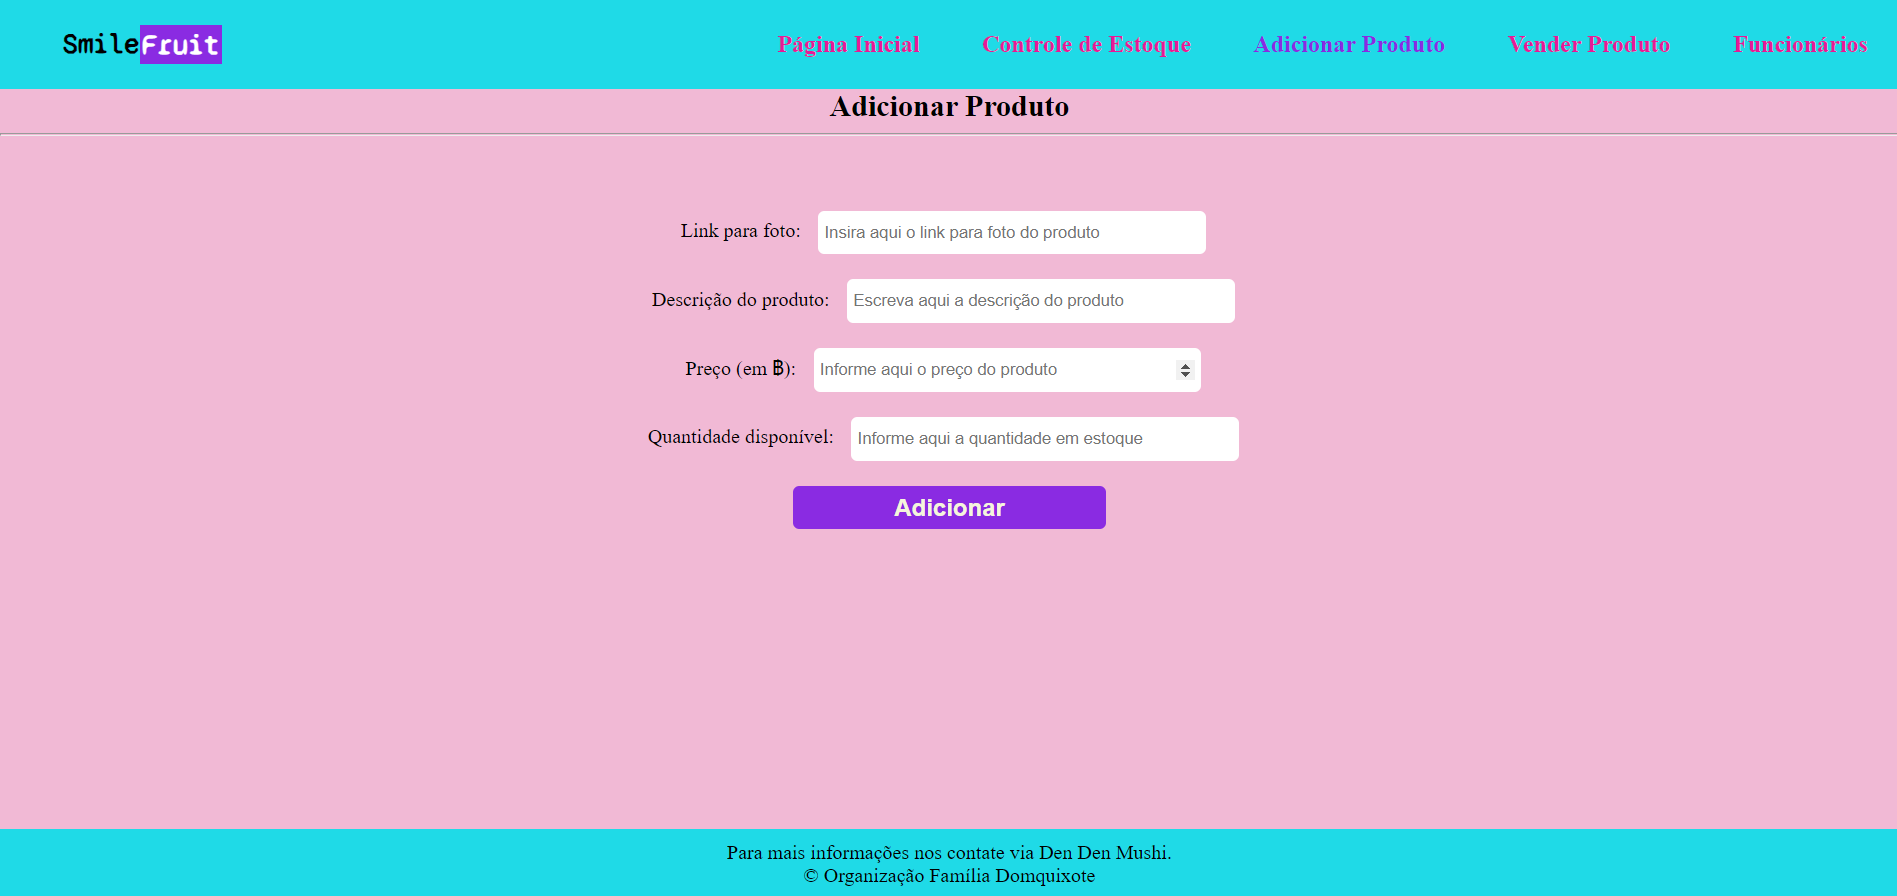 SmileFruit
Página Inicial Controle de Estoque Adicionar Produto Vender Produto Funcionários
Adicionar Produto
Link para foto: Insira aqui o link para foto do produto
Descrição do produto: Escreva aqui a descrição do produto
Preço (em ฿): Informe aqui o preço do produto
Quantidade disponível: Informe aqui a quantidade em estoque
Adicionar
Para mais informações nos contate via Den Den Mushi.
© Organização Família Domquixote